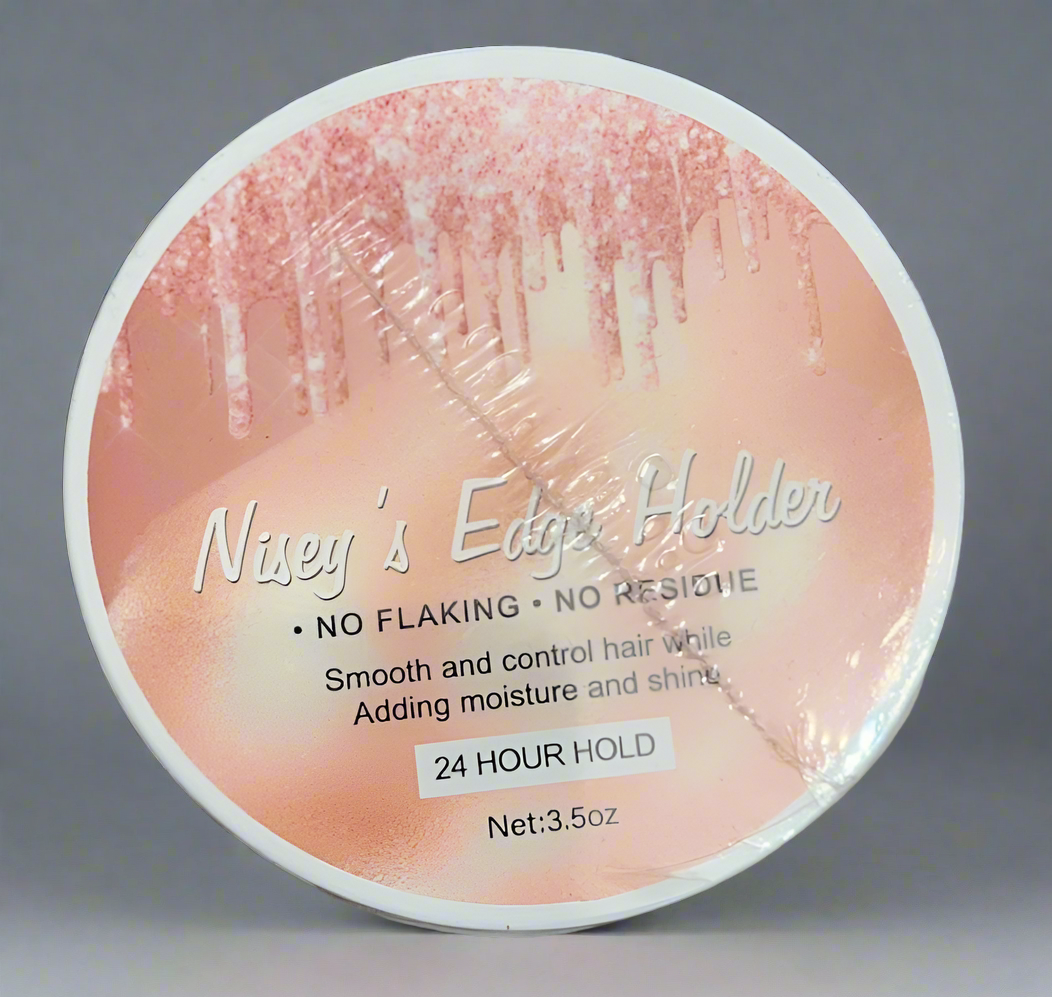 Nisey's Edge Holder
• NO FLAKING • NO RESIDUE
Smooth and control hair while
Adding moisture and shine
24 HOUR HOLD
Net:3.5oz